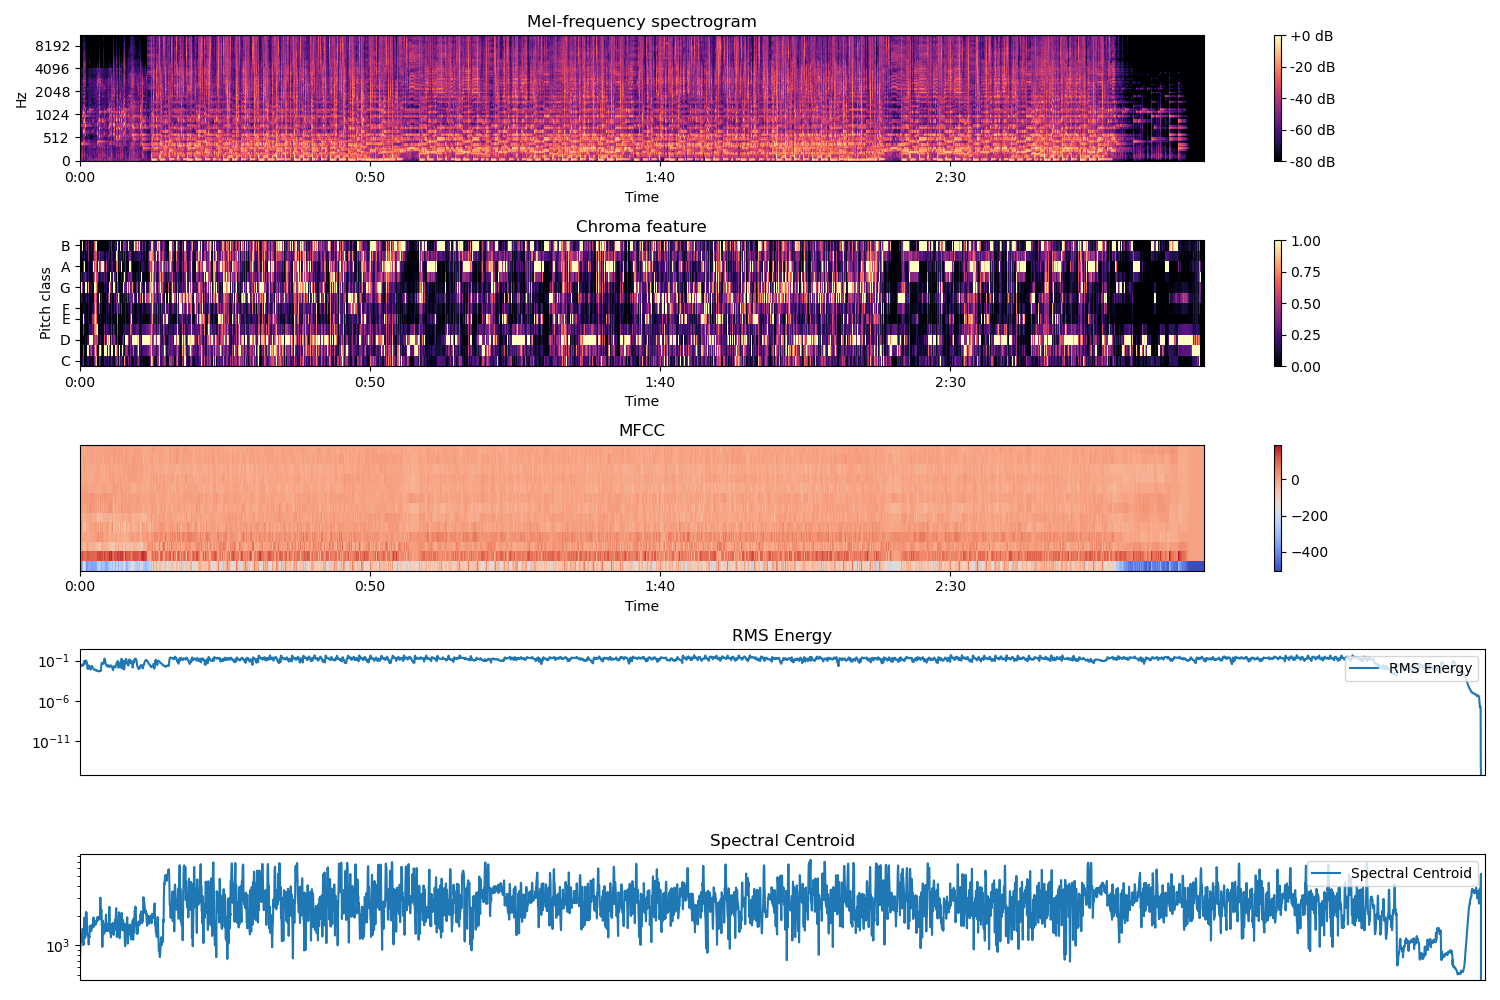 Mel-frequency spectrogram
8192
4096
2048
1024
512
0
Hz
0:00 0:50 1:40 2:30
Time
+0 dB
-20 dB
-40 dB
-60 dB
-80 dB
Chroma feature
B
A
G
F
E
D
C
Pitch class
0:00 0:50 1:40 2:30
Time
1.00
0.75
0.50
0.25
0.00
MFCC
0:00 0:50 1:40 2:30
Time
0
−200
−400
RMS Energy
10⁻¹
10⁻⁶
10⁻¹¹
RMS Energy
Spectral Centroid
10³
Spectral Centroid